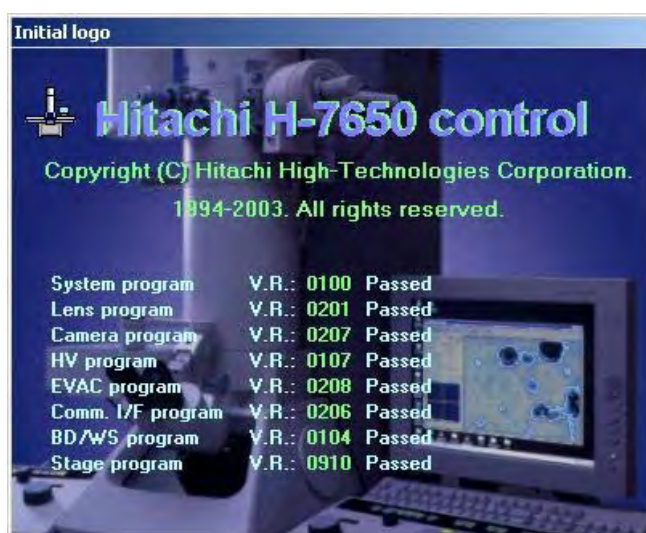 Initial logo
Hitachi H-7650 control
Copyright (C) Hitachi High-Technologies Corporation.
1994-2003. All rights reserved.
System program V.R.: 0100 Passed
Lens program V.R.: 0201 Passed
Camera program V.R.: 0207 Passed
HV program V.R.: 0107 Passed
EVAC program V.R.: 0208 Passed
Comm. I/F program V.R.: 0206 Passed
BD/WS program V.R.: 0104 Passed
Stage program V.R.: 0910 Passed